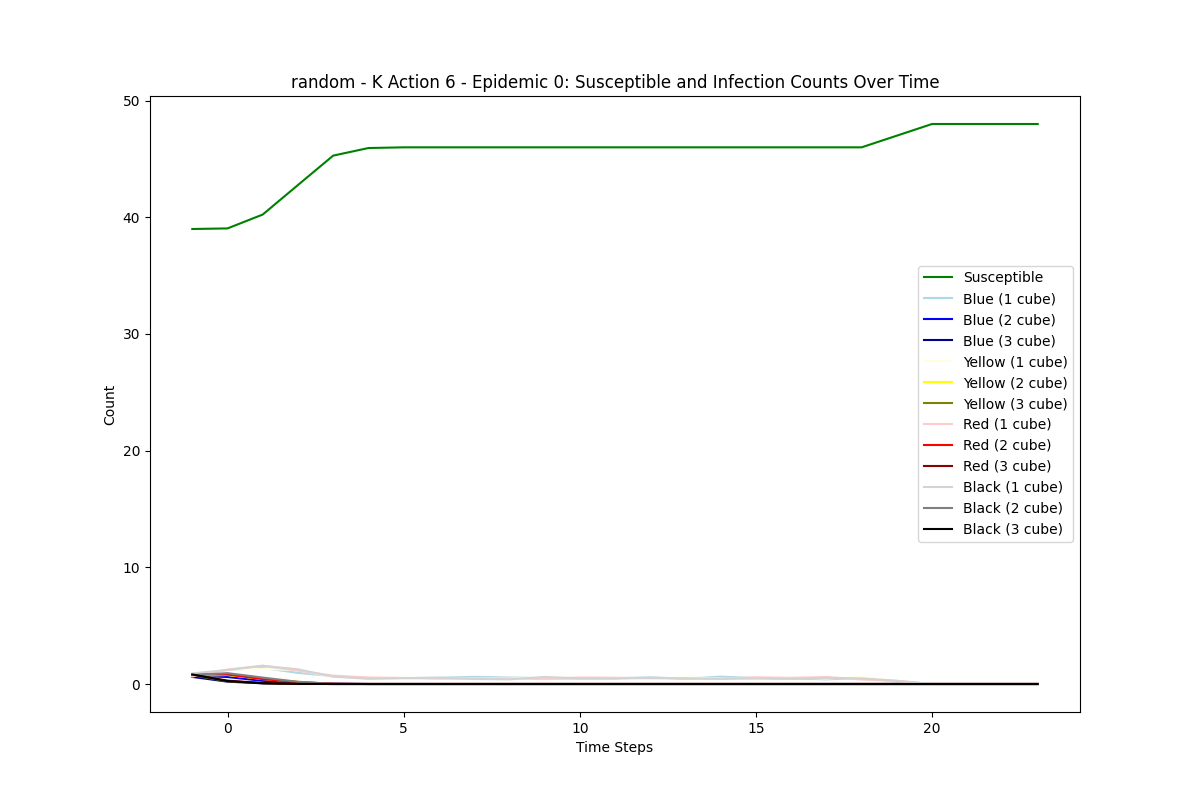 random - K Action 6 - Epidemic 0: Susceptible and Infection Counts Over Time
50
40
30
20
10
0
Count
Susceptible
Blue (1 cube)
Blue (2 cube)
Blue (3 cube)
Yellow (1 cube)
Yellow (2 cube)
Yellow (3 cube)
Red (1 cube)
Red (2 cube)
Red (3 cube)
Black (1 cube)
Black (2 cube)
Black (3 cube)
0 5 10 15 20
Time Steps